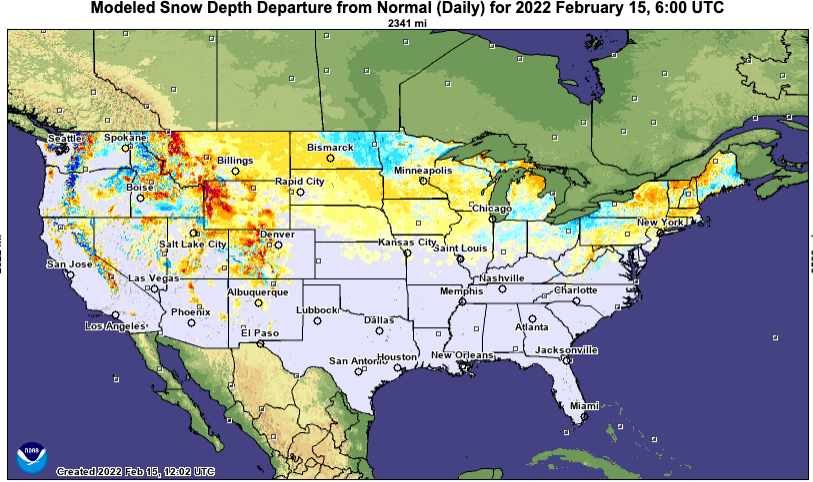 Modeled Snow Depth Departure from Normal (Daily) for 2022 February 15, 6:00 UTC
2341 mi
Seattle
Spokane
Bismarck
Billings
Minneapolis
Rapid City
Boise
Chicago
New York
Salt Lake City
Denver
Kansas City
Saint Louis
San Jose
Las Vegas
Nashville
Albuquerque
Memphis
Charlotte
Phoenix
Lubbock
Los Angeles
Dallas
Atlanta
El Paso
Jacksonville
San Antonio
Houston
New Orleans
Miami
NOAA
Created 2022 Feb 15, 12:02 UTC